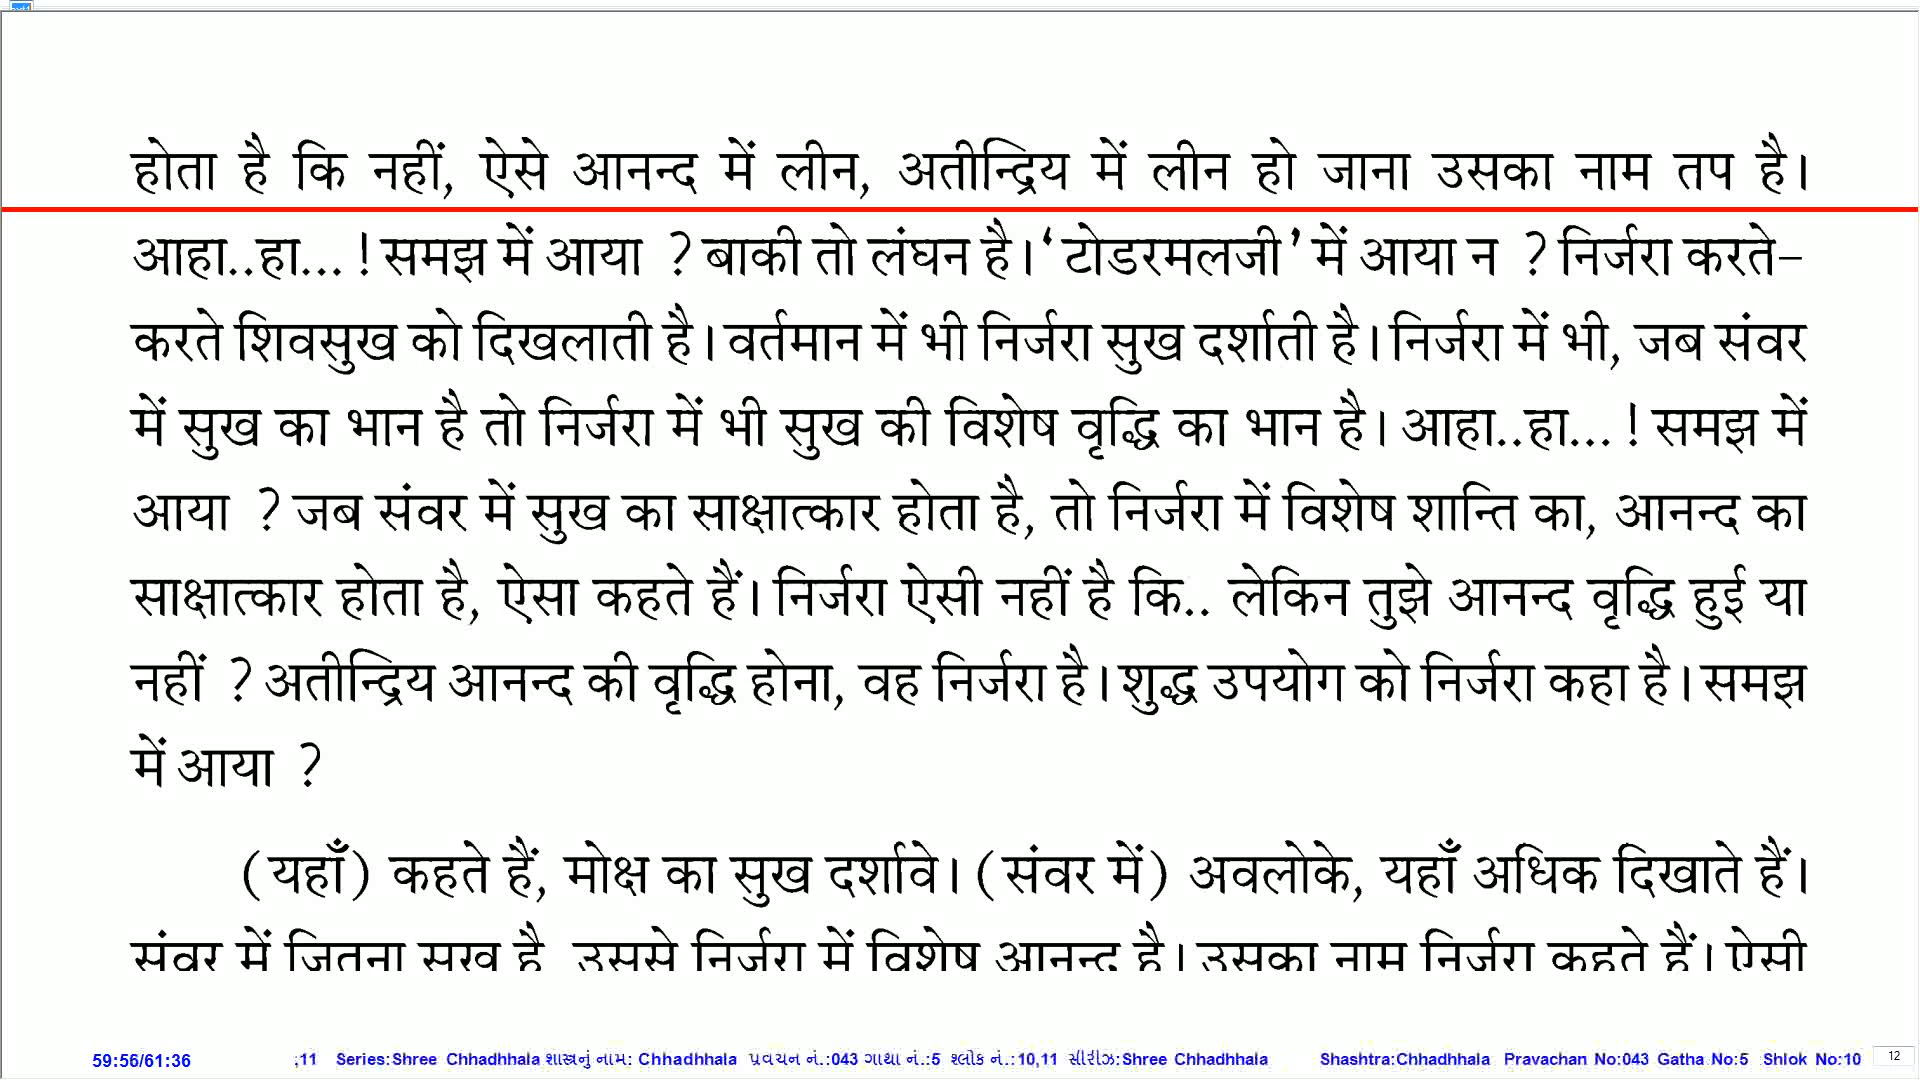 होता है कि नहीं, ऐसे आनन्द में लीन, अतीन्द्रिय में लीन हो जाना उसका नाम तप है।
आहा..हा... ! समझ में आया ? बाकी तो लंघन है। ‘टोडरमलजी’ में आया न ? निर्जरा करते-
करते शिवसुख को दिखलाती है। वर्तमान में भी निर्जरा सुख दर्शाती है। निर्जरा में भी, जब संवर
में सुख का भान है तो निर्जरा में भी सुख की विशेष वृद्धि का भान है। आहा..हा... ! समझ में
आया ? जब संवर में सुख का साक्षात्कार होता है, तो निर्जरा में विशेष शान्ति का, आनन्द का
साक्षात्कार होता है, ऐसा कहते हैं। निर्जरा ऐसी नहीं है कि.. लेकिन तुझे आनन्द वृद्धि हुई या
नहीं ? अतीन्द्रिय आनन्द की वृद्धि होना, वह निर्जरा है। शुद्ध उपयोग को निर्जरा कहा है। समझ
में आया ?
(यहाँ) कहते हैं, मोक्ष का सुख दर्शावे। (संवर में) अवलोके, यहाँ अधिक दिखाते हैं।
संवर में जितना सुख है, उससे निर्जरा में विशेष आनन्द है। उसका नाम निर्जरा कहते हैं। ऐसी
59:56/61:36 ;11 Series:Shree Chhadhhala શાસ્ત્રનું નામ: Chhadhhala પ્રવચન નં.:043 ગાથા નં.:5 શ્લોક નં.:10,11 સીરીઝ:Shree Chhadhhala Shashtra:Chhadhhala Pravachan No:043 Gatha No:5 Shlok No:10 12